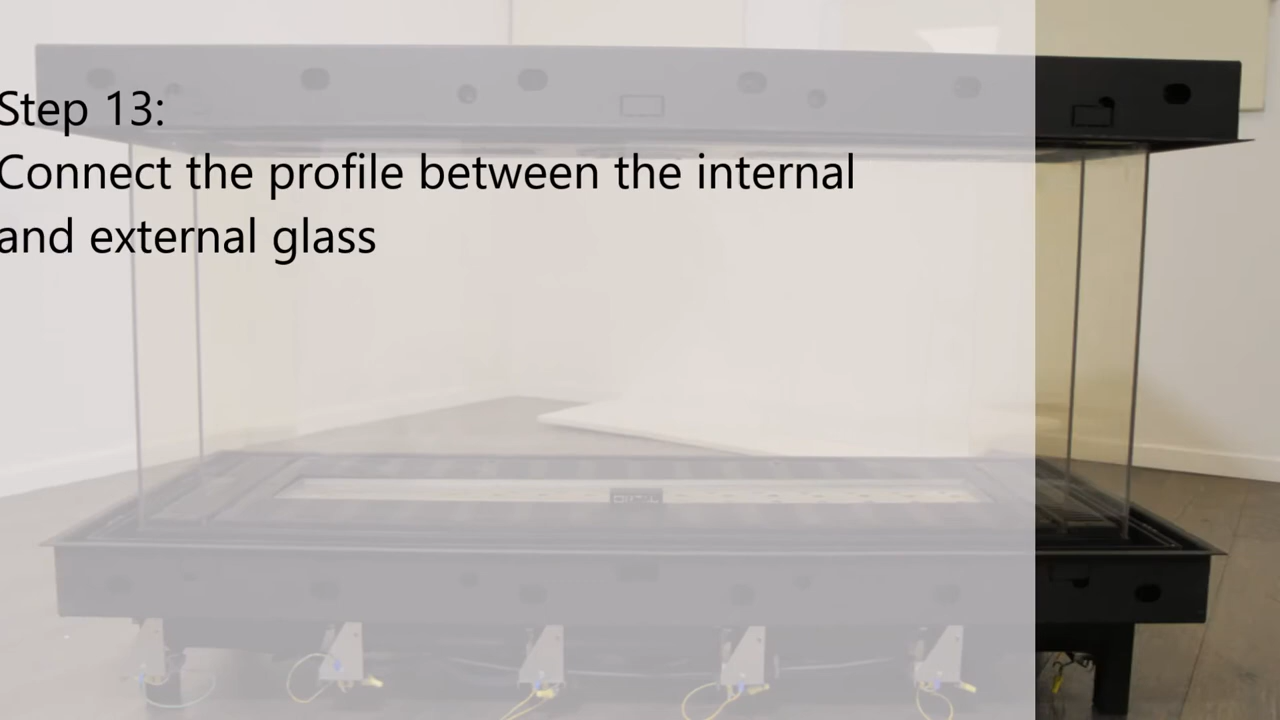 Step 13:
Connect the profile between the internal
and external glass